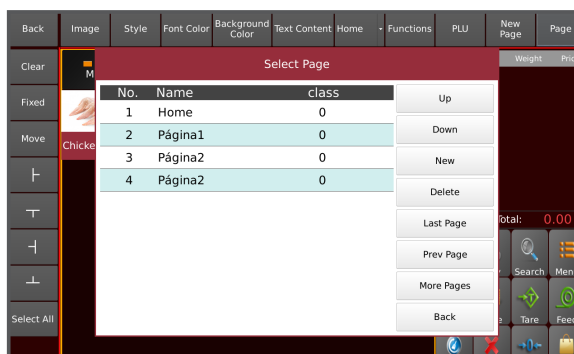 Back Image Style Font Color Background Color Text Content Home Functions PLU New Page Page
Select Page
Weight
Clear
Fixed
Move
Select All
No. Name class
1 Home 0
2 Página1 0
3 Página2 0
4 Página2 0
Up
Down
New
Delete
Last Page
Prev Page
More Pages
Back
0.00
Search
Tare